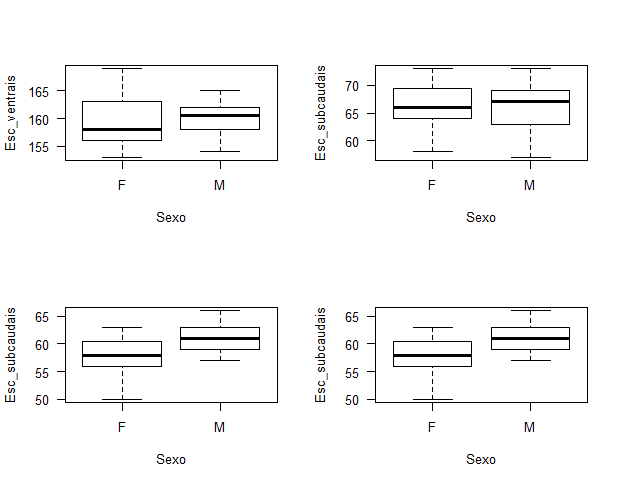 Esc_ventrais
165
160
155
F M
Sexo
Esc_subcaudais
70
65
60
F M
Sexo
Esc_subcaudais
65
60
55
50
F M
Sexo
Esc_subcaudais
65
60
55
50
F M
Sexo